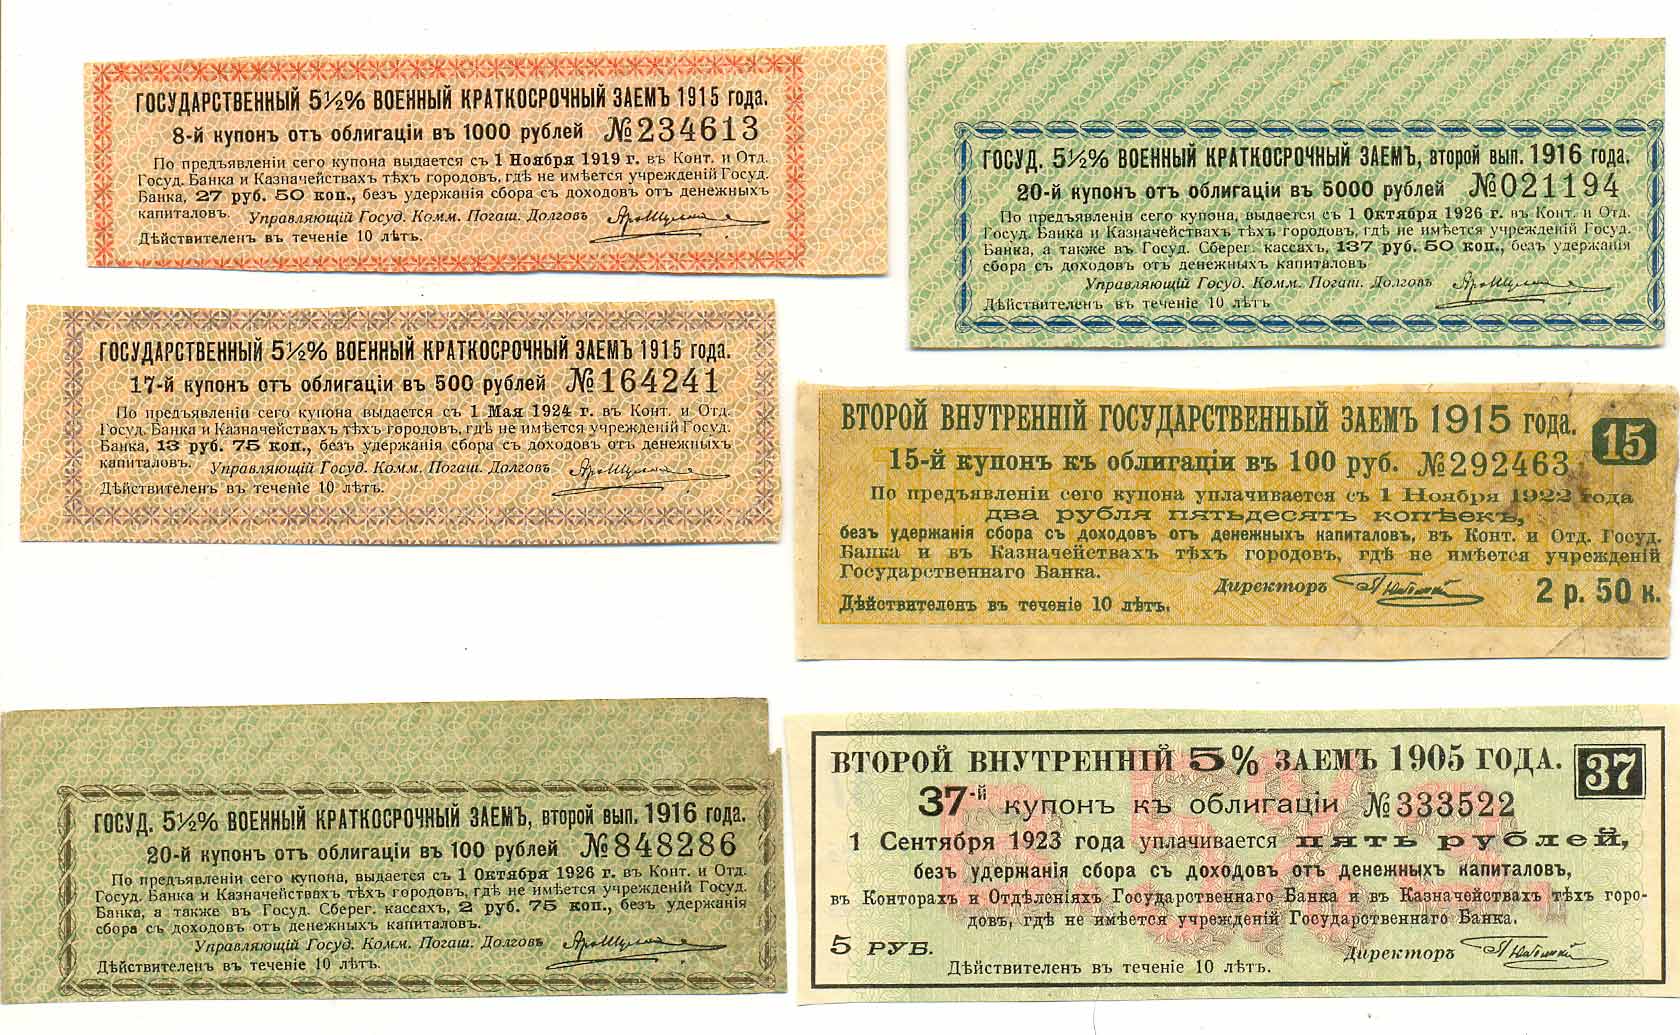 ГОСУДАРСТВЕННЫЙ 5½% ВОЕННЫЙ КРАТКОСРОЧНЫЙ ЗАЕМЪ 1915 года.
8-й купонъ отъ облигаціи въ 1000 рублей №234613
По предъявленіи сего купона выдается съ 1 Ноября 1919 г. въ Конт. и Отд.
Госуд. Банка и Казначействахъ тѣхъ городовъ, гдѣ не имѣется учрежденій Госуд.
Банка, 27 руб. 50 коп., безъ удержанія сбора съ доходовъ отъ денежныхъ
капиталовъ. Управляющій Госуд. Комм. Погаш. Долговъ
Дѣйствителенъ въ теченіе 10 лѣтъ.
ГОСУДАРСТВЕННЫЙ 5½% ВОЕННЫЙ КРАТКОСРОЧНЫЙ ЗАЕМЪ 1915 года.
17-й купонъ отъ облигаціи въ 500 рублей №164241
По предъявленіи сего купона выдается съ 1 Мая 1924 г. въ Конт. и Отд.
Госуд. Банка и Казначействахъ тѣхъ городовъ, гдѣ не имѣется учрежденій Госуд.
Банка, 13 руб. 75 коп., безъ удержанія сбора съ доходовъ отъ денежныхъ
капиталовъ. Управляющій Госуд. Комм. Погаш. Долговъ
Дѣйствителенъ въ теченіе 10 лѣтъ.
ГОСУД. 5½% ВОЕННЫЙ КРАТКОСРОЧНЫЙ ЗАЕМЪ, второй вып. 1916 года.
20-й купонъ отъ облигаціи въ 100 рублей №848286
По предъявленіи сего купона, выдается съ 1 Октября 1926 г. въ Конт. и Отд.
Госуд. Банка и Казначействахъ тѣхъ городовъ, гдѣ не имѣется учрежденій Госуд.
Банка, а также въ Госуд. Сберег. кассахъ, 2 руб. 75 коп., безъ удержанія
сбора съ доходовъ отъ денежныхъ капиталовъ.
Управляющій Госуд. Комм. Погаш. Долговъ
Дѣйствителенъ въ теченіе 10 лѣтъ.
ГОСУД. 5½% ВОЕННЫЙ КРАТКОСРОЧНЫЙ ЗАЕМЪ, второй вып. 1916 года.
20-й купонъ отъ облигаціи въ 5000 рублей №021194
По предъявленіи сего купона, выдается съ 1 Октября 1926 г. въ Конт. и Отд.
Госуд. Банка и Казначействахъ тѣхъ городовъ, гдѣ не имѣется учрежденій Госуд.
Банка, а также въ Госуд. Сберег. кассахъ, 137 руб. 50 коп., безъ удержанія
сбора съ доходовъ отъ денежныхъ капиталовъ
Управляющій Госуд. Комм. Погаш. Долговъ
Дѣйствителенъ въ теченіе 10 лѣтъ
ВТОРОЙ ВНУТРЕННІЙ ГОСУДАРСТВЕННЫЙ ЗАЕМЪ 1915 года. 15
15-й купонъ къ облигаціи въ 100 руб. №292463
По предъявленіи сего купона уплачивается съ 1 Ноября 1922 года
два рубля пятьдесятъ копѣекъ,
безъ удержанія сбора съ доходовъ отъ денежныхъ капиталовъ, въ Конт. и Отд. Госуд.
Банка и въ Казначействахъ тѣхъ городовъ, гдѣ не имѣется учрежденій
Государственнаго Банка.
Директоръ
Дѣйствителенъ въ теченіе 10 лѣтъ. 2 р. 50 к.
ВТОРОЙ ВНУТРЕННІЙ 5% ЗАЕМЪ 1905 ГОДА. 37
37-й купонъ къ облигаціи №333522
1 Сентября 1923 года уплачивается пять рублей,
безъ удержанія сбора съ доходовъ отъ денежныхъ капиталовъ,
въ Конторахъ и Отдѣленіяхъ Государственнаго Банка и въ Казначействахъ тѣхъ горо-
довъ, гдѣ не имѣется учрежденій Государственнаго Банка.
5 РУБ. Директоръ
Дѣйствителенъ въ теченіе 10 лѣтъ.